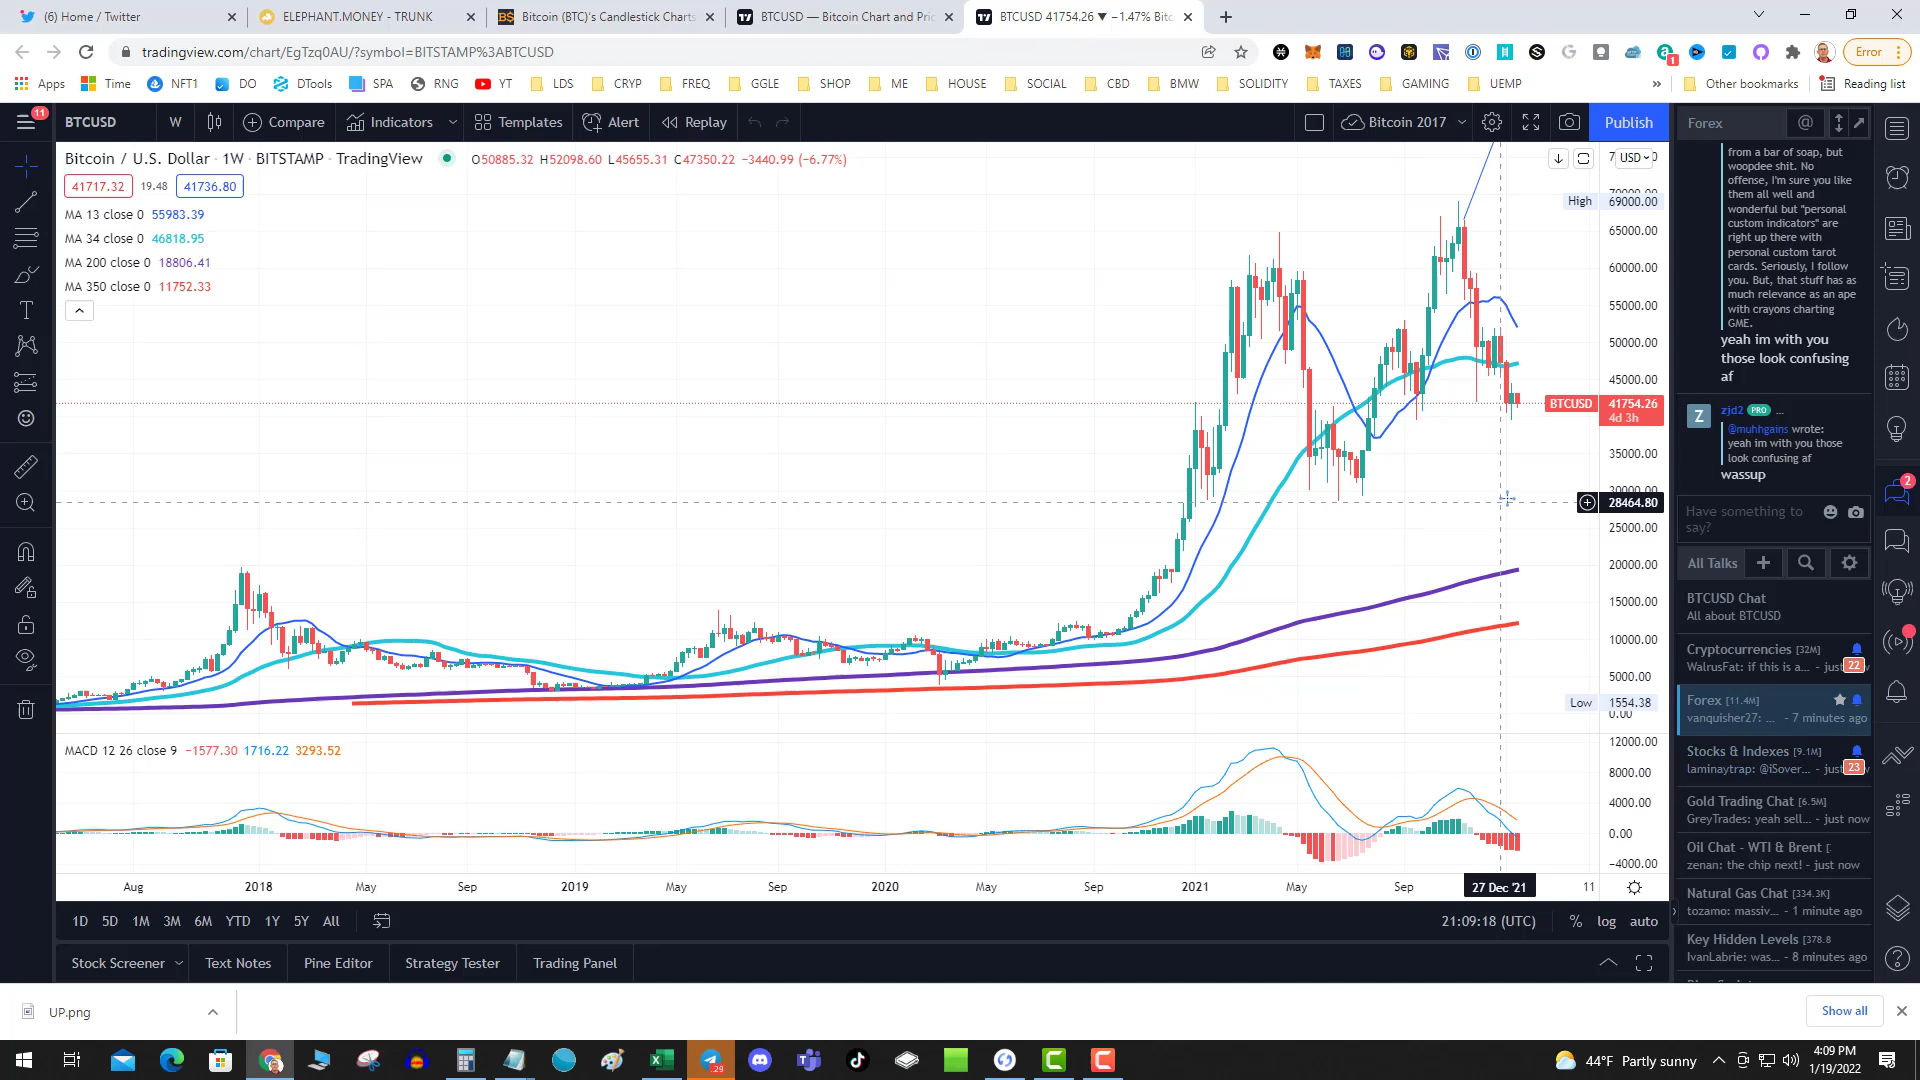 (6) Home / Twitter
ELEPHANT.MONEY - TRUNK
Bitcoin (BTC)'s Candlestick Charts
BTCUSD — Bitcoin Chart and Pric
BTCUSD 41754.26 ▼ −1.47% Bitc
tradingview.com/chart/EgTzq0AU/?symbol=BITSTAMP%3ABTCUSD
Error
Apps Time NFT1 DO DTools SPA RNG YT LDS CRYP FREQ GGLE SHOP ME HOUSE SOCIAL CBD BMW SOLIDITY TAXES GAMING UEMP » Other bookmarks Reading list
11
BTCUSD W Compare Indicators Templates Alert Replay Bitcoin 2017 Publish
Bitcoin / U.S. Dollar · 1W · BITSTAMP · TradingView O50885.32 H52098.60 L45655.31 C47350.22 −3440.99 (−6.77%)
41717.32 19.48 41736.80
MA 13 close 0 55983.39
MA 34 close 0 46818.95
MA 200 close 0 18806.41
MA 350 close 0 11752.33
USD
High 69000.00
65000.00
60000.00
55000.00
50000.00
45000.00
BTCUSD 41754.26
4d 3h
35000.00
30000.00
28464.80
25000.00
20000.00
15000.00
10000.00
5000.00
Low 1554.38
0.00
MACD 12 26 close 9 −1577.30 1716.22 3293.52
12000.00
8000.00
4000.00
0.00
−4000.00
Aug 2018 May Sep 2019 May Sep 2020 May Sep 2021 May Sep 27 Dec '21 11
1D 5D 1M 3M 6M YTD 1Y 5Y All
21:09:18 (UTC) % log auto
Stock Screener Text Notes Pine Editor Strategy Tester Trading Panel
Forex
from a bar of soap, but
woopdee shit. No
offense, I'm sure you like
them all well and
wonderful but "personal
custom indicators" are
right up there with
personal custom tarot
cards. Seriously, I follow
you. But, that stuff has as
much relevance as an ape
with crayons charting
GME.
yeah im with you
those look confusing
af
Z
zjd2 PRO ...
@muhhgains wrote:
yeah im with you those
look confusing af
wassup
Have something to
say?
All Talks
BTCUSD Chat
All about BTCUSD
Cryptocurrencies [32M]
WalrusFat: if this is a... - just
22
Forex [11.4M]
vanquisher27: ... - 7 minutes ago
Stocks & Indexes [9.1M]
laminaytrap: @iSover... - just
23
Gold Trading Chat [6.5M]
GreyTrades: yeah sell... - just now
Oil Chat - WTI & Brent [
zenan: the chip next! - just now
Natural Gas Chat [334.3K]
tozamo: massiv... - 1 minute ago
Key Hidden Levels [378.8
IvanLabrie: was... - 8 minutes ago
2
UP.png
Show all
29
44°F Partly sunny
4:09 PM
1/19/2022